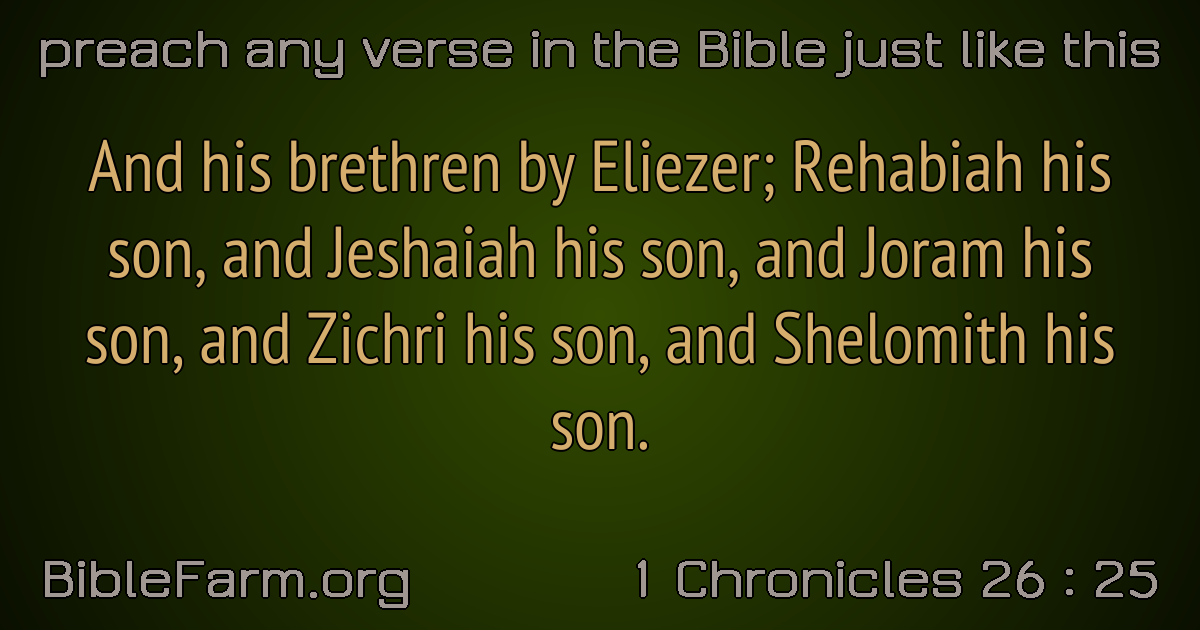 preach any verse in the Bible just like this
And his brethren by Eliezer; Rehabiah his
son, and Jeshaiah his son, and Joram his
son, and Zichri his son, and Shelomith his
son.
BibleFarm.org
1 Chronicles 26 : 25